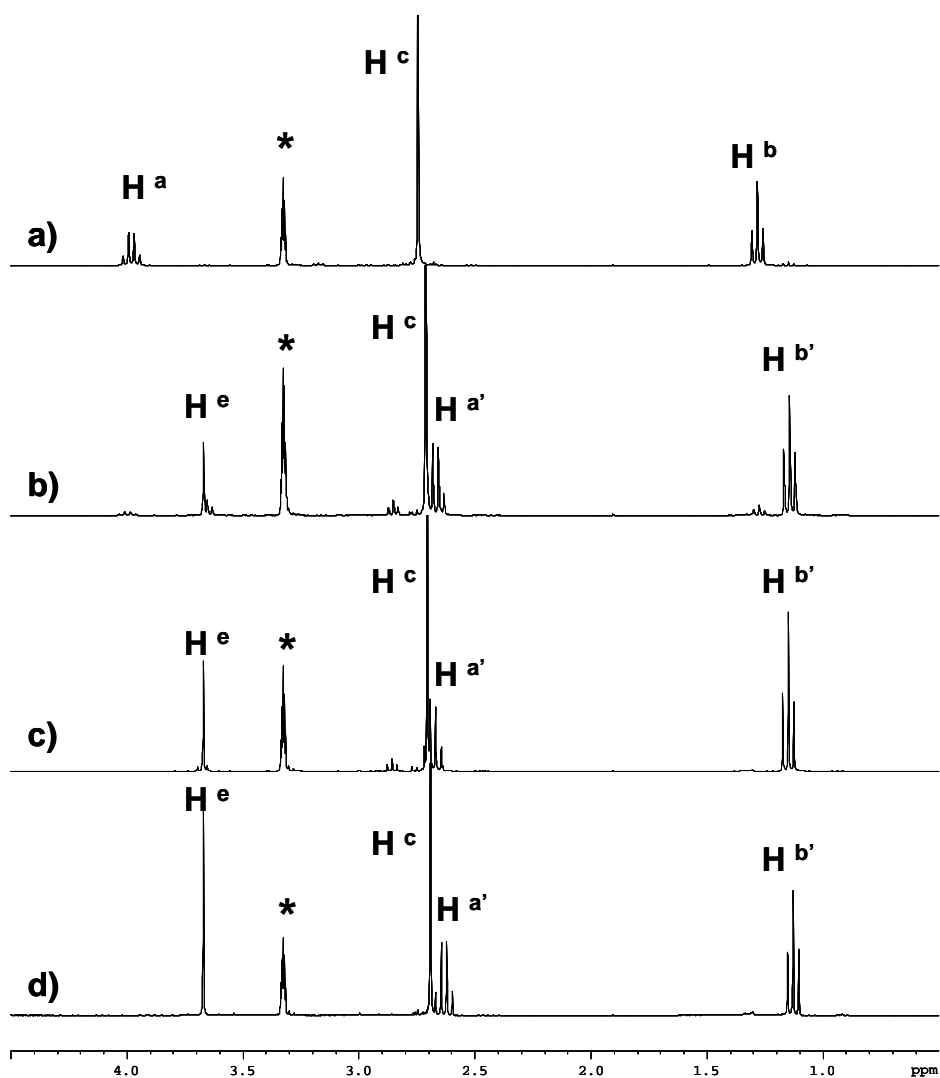 H c
*
H b
H a
a)
H c
*
H b’
H e
H a’
b)
H c
H b’
H e
*
H a’
c)
H e
H c
H b’
*
H a’
d)
4.0 3.5 3.0 2.5 2.0 1.5 1.0 ppm